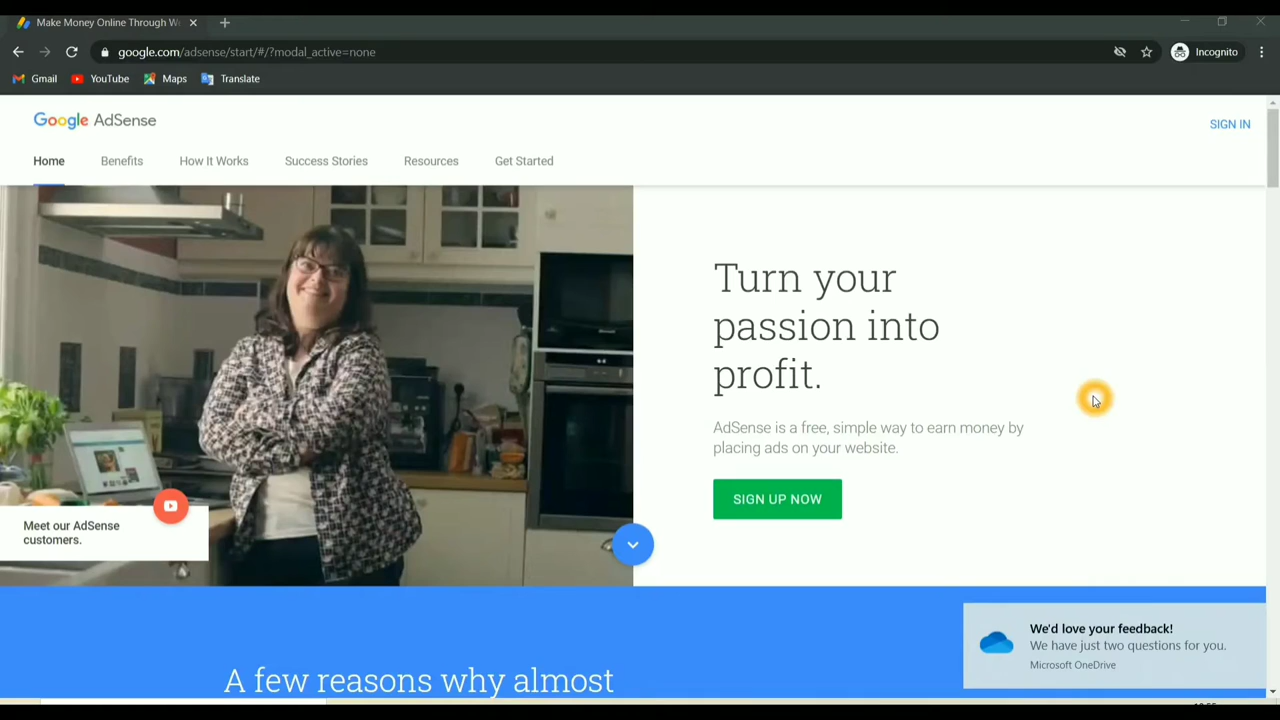 Make Money Online Through W
google.com/adsense/start/#/?modal_active=none
Incognito
Gmail
YouTube
Maps
Translate
Google AdSense
SIGN IN
Home
Benefits
How It Works
Success Stories
Resources
Get Started
Turn your
passion into
profit.
AdSense is a free, simple way to earn money by
placing ads on your website.
SIGN UP NOW
Meet our AdSense
customers.
We'd love your feedback!
We have just two questions for you.
Microsoft OneDrive
A few reasons why almost